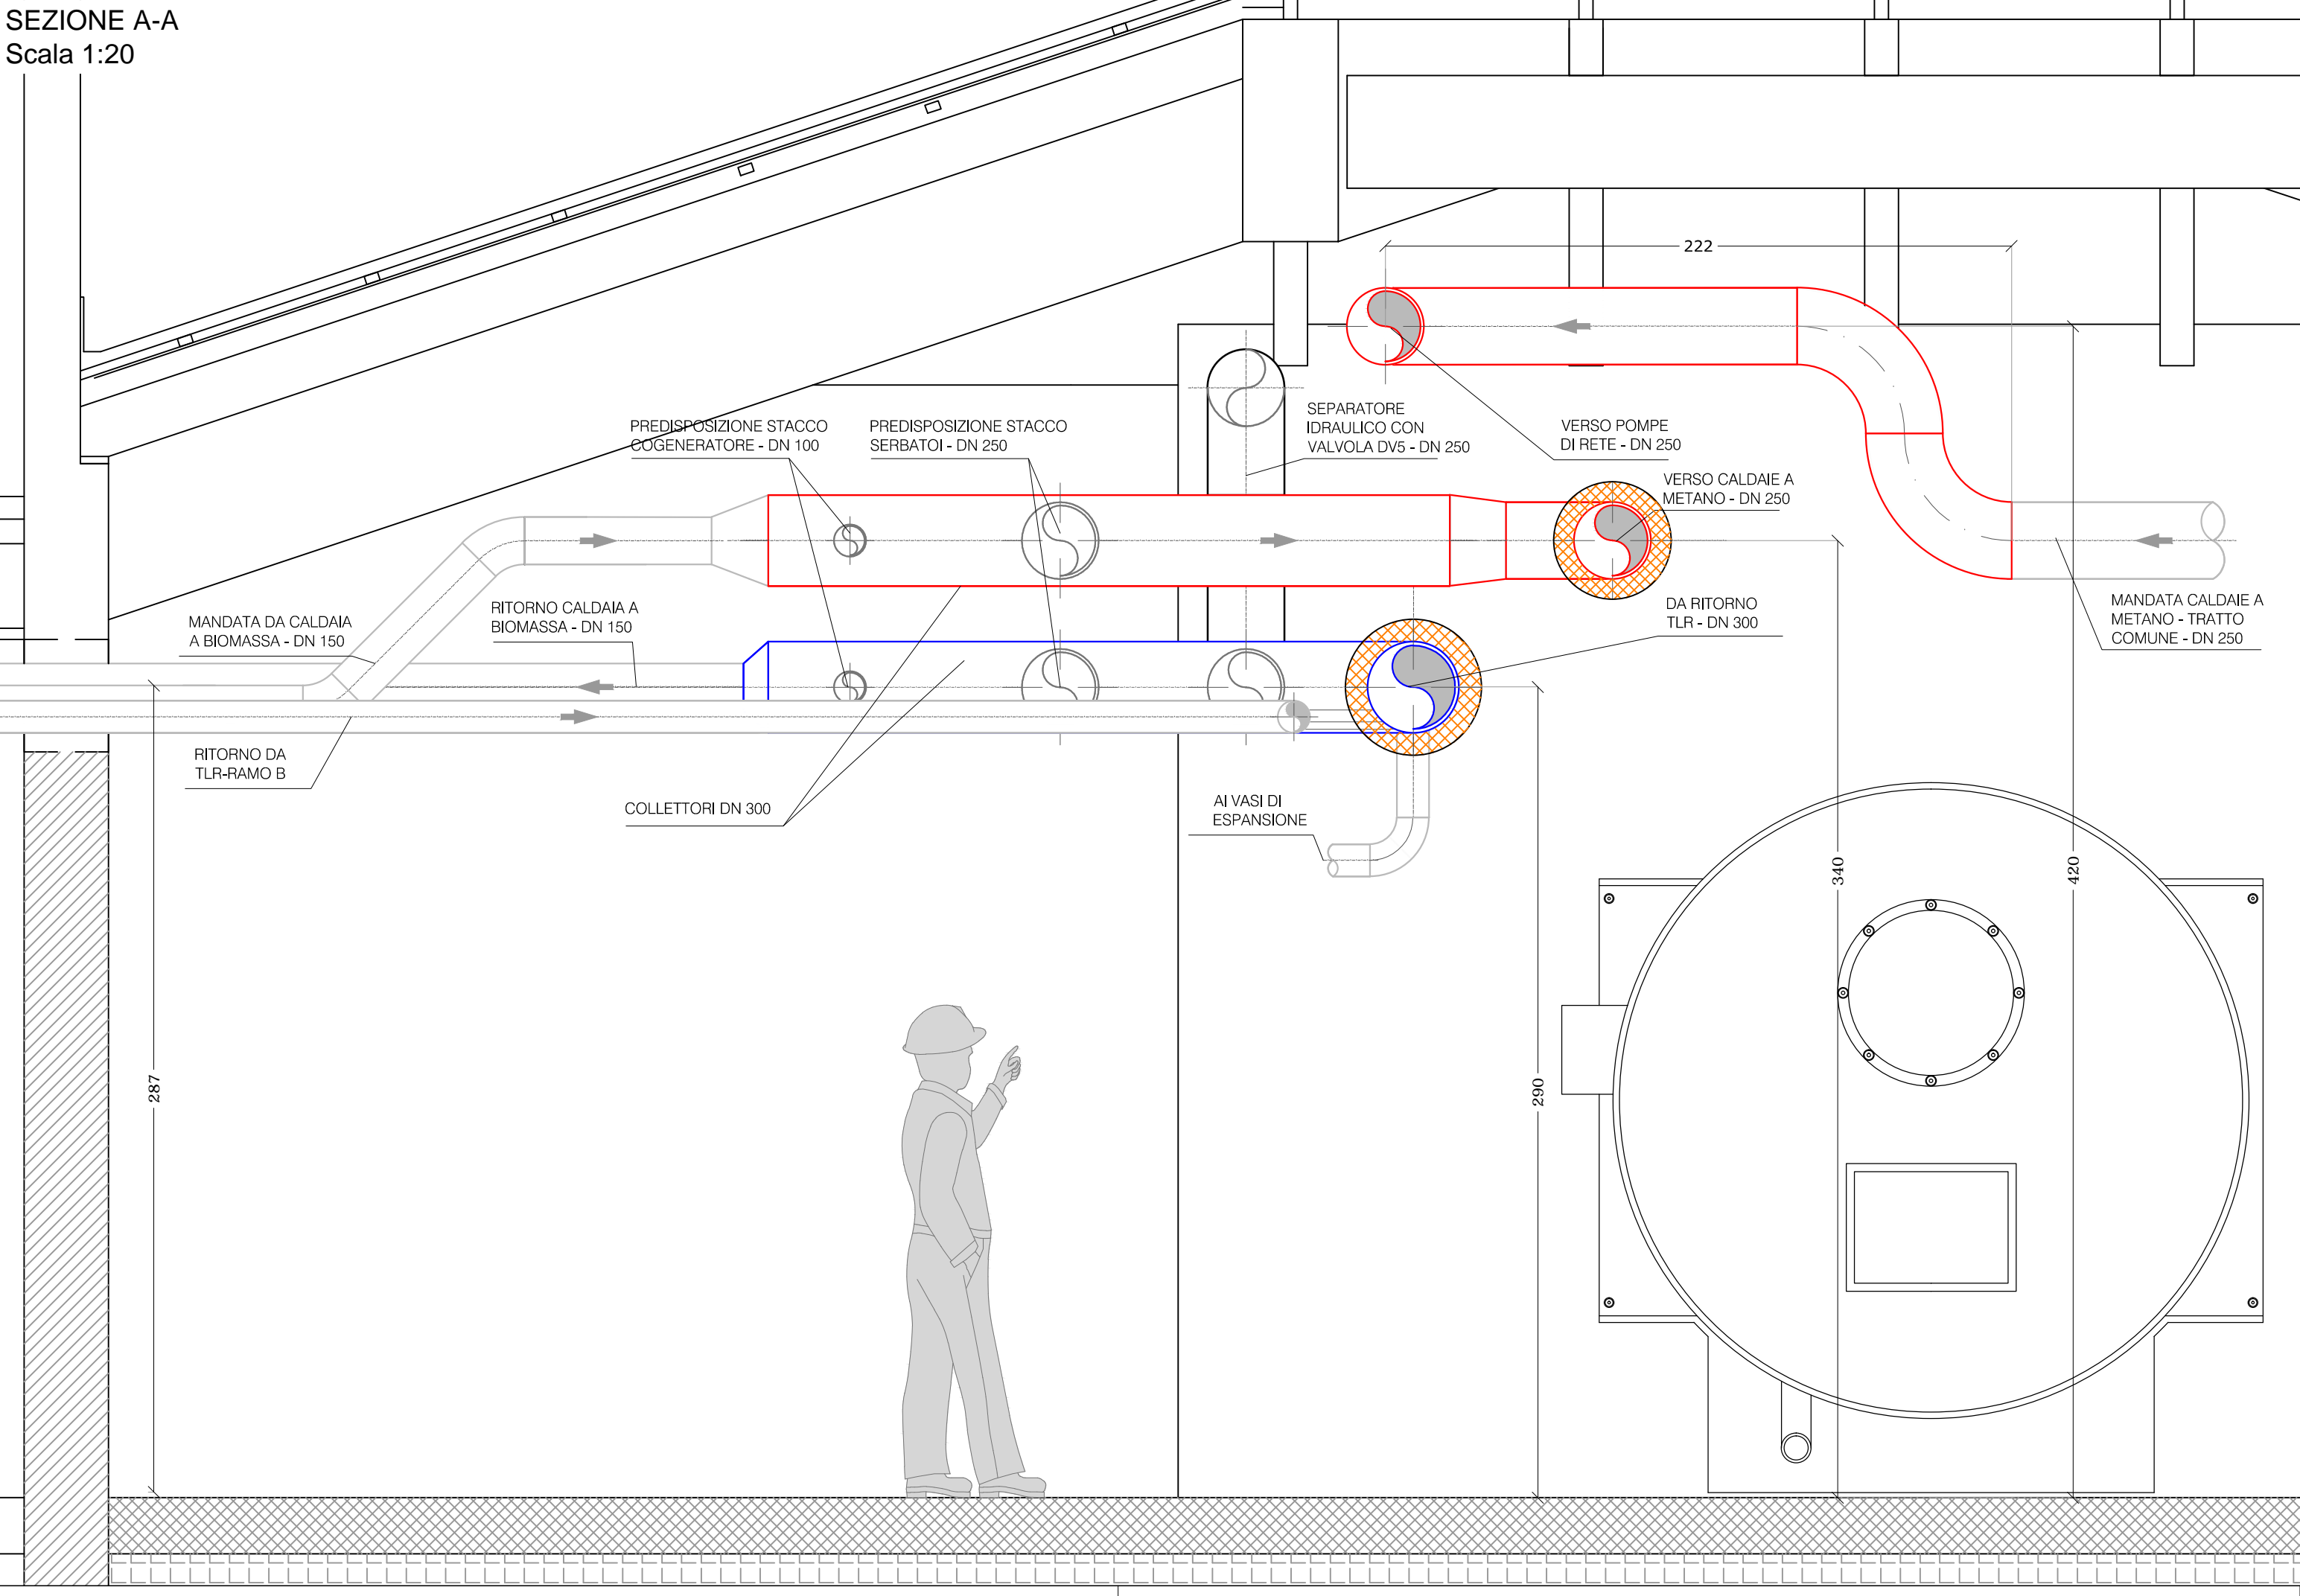 SEZIONE A-A
Scala 1:20
222
PREDISPOSIZIONE STACCO
COGENERATORE - DN 100
PREDISPOSIZIONE STACCO
SERBATOI - DN 250
SEPARATORE
IDRAULICO CON
VALVOLA DV5 - DN 250
VERSO POMPE
DI RETE - DN 250
VERSO CALDAIE A
METANO - DN 250
MANDATA DA CALDAIA
A BIOMASSA - DN 150
RITORNO CALDAIA A
BIOMASSA - DN 150
DA RITORNO
TLR - DN 300
MANDATA CALDAIE A
METANO - TRATTO
COMUNE - DN 250
RITORNO DA
TLR-RAMO B
COLLETTORI DN 300
AI VASI DI
ESPANSIONE
340
420
287
290